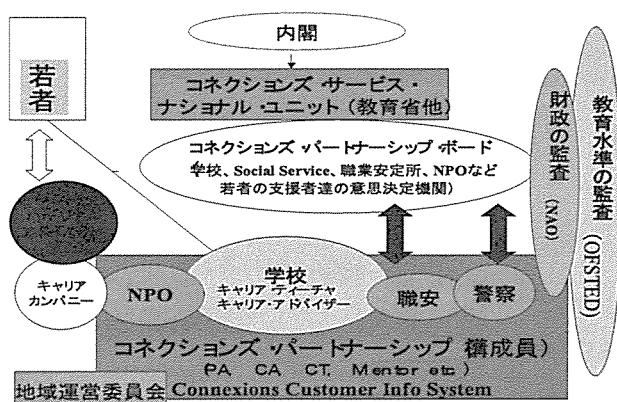 内閣
若者
コネクションズ・サービス・
ナショナル・ユニット（教育省他）
コネクションズ・パートナーシップ・ボード
学校、Social Service、職業安定所、NPOなど
若者の支援者達の意思決定機関）
財政の監査
（NAO）
教育水準の監査
（OFSTED）
キャリア
カンパニー
NPO
学校
キャリア・ティーチャ
キャリア・アドバイザー
職安
警察
コネクションズ・パートナーシップ 構成員）
(PA CA CT, Mentor etc )
地域運営委員会
Connexions Customer Info System